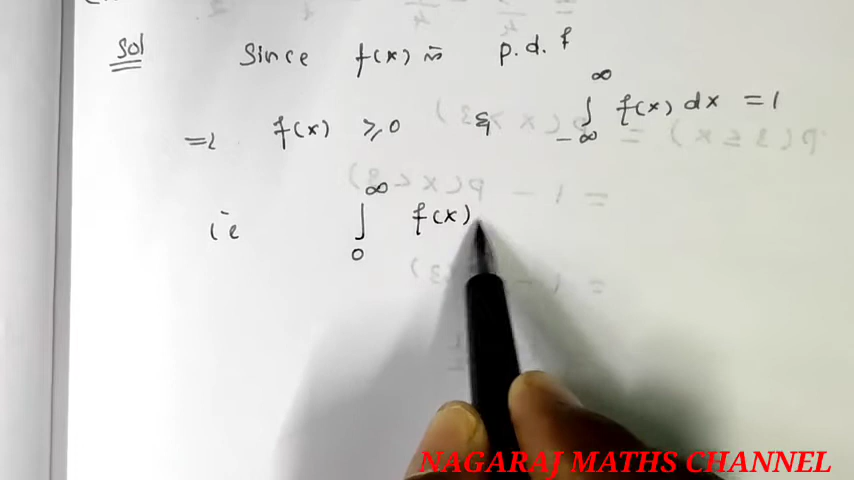 Sol Since f(x) is p.d.f
=> f(x) ≥ 0 & ∫_{-∞}^{∞} f(x) dx = 1
ie ∫_{0}^{∞} f(x)
NAGARAJ MATHS CHANNEL